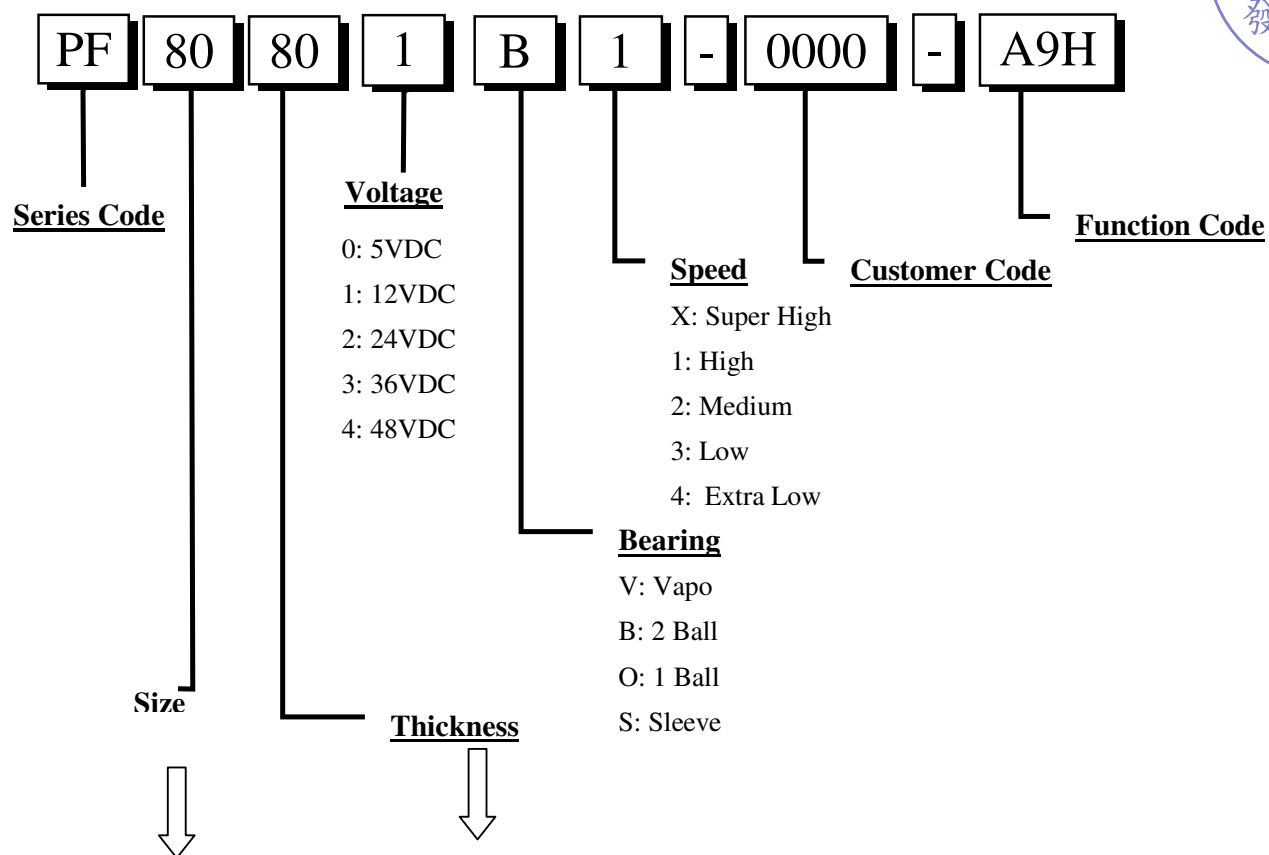 PF 80 80 1 B 1 - 0000 - A9H
Series Code
Voltage
0: 5VDC
1: 12VDC
2: 24VDC
3: 36VDC
4: 48VDC
Function Code
Customer Code
Speed
X: Super High
1: High
2: Medium
3: Low
4: Extra Low
Bearing
V: Vapo
B: 2 Ball
O: 1 Ball
S: Sleeve
Size
Thickness
發